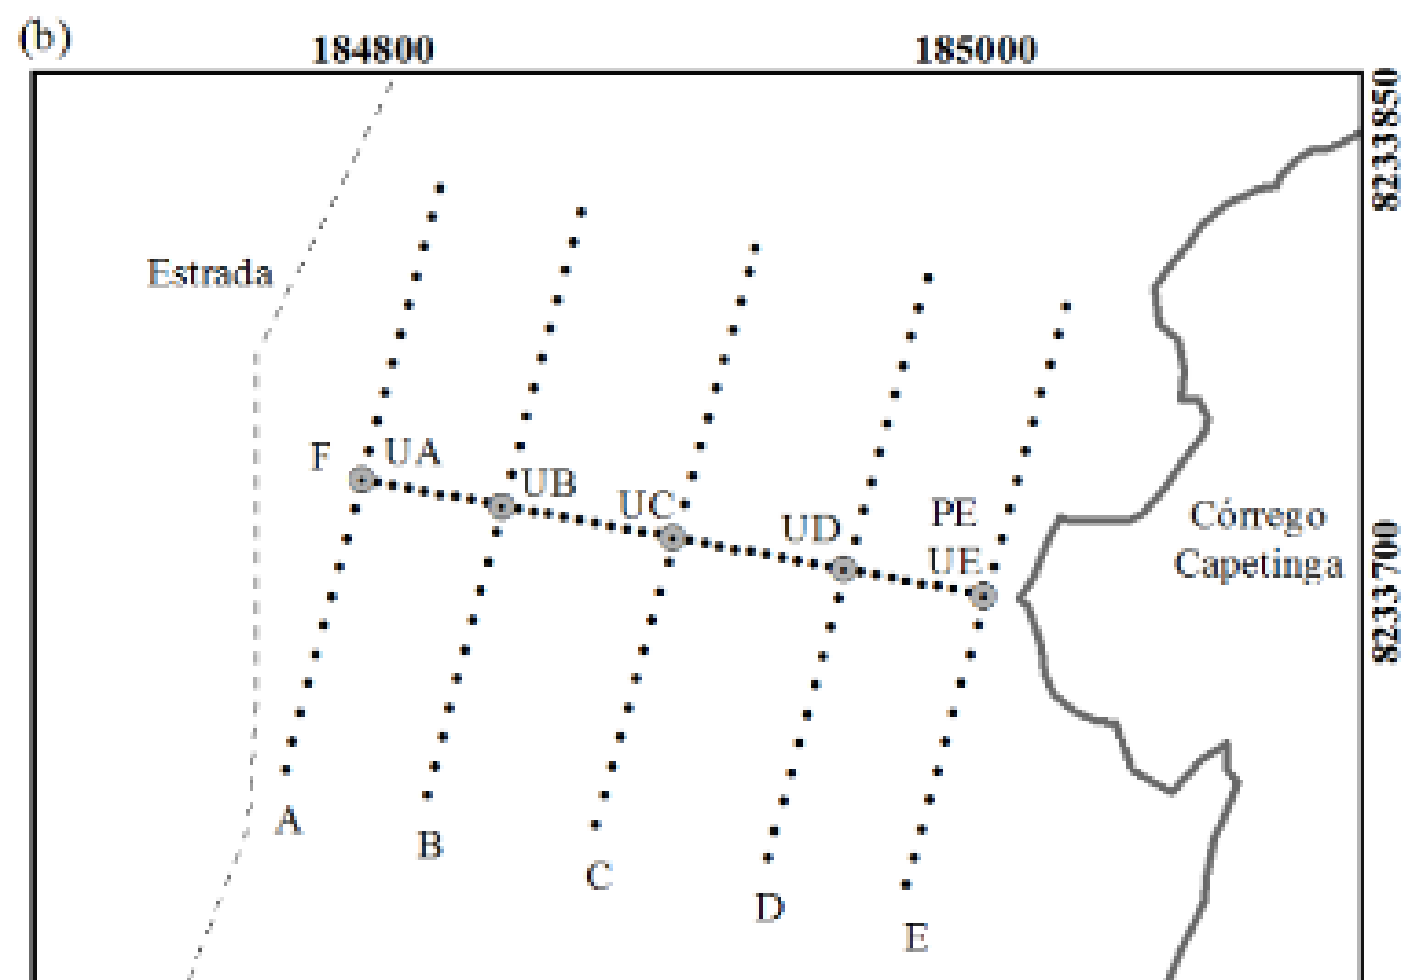 (b)
184800
185000
8233850
Estrada
F
UA
UB
UC
UD
PE
UE
Córrego
Capetinga
8233700
A
B
C
D
E